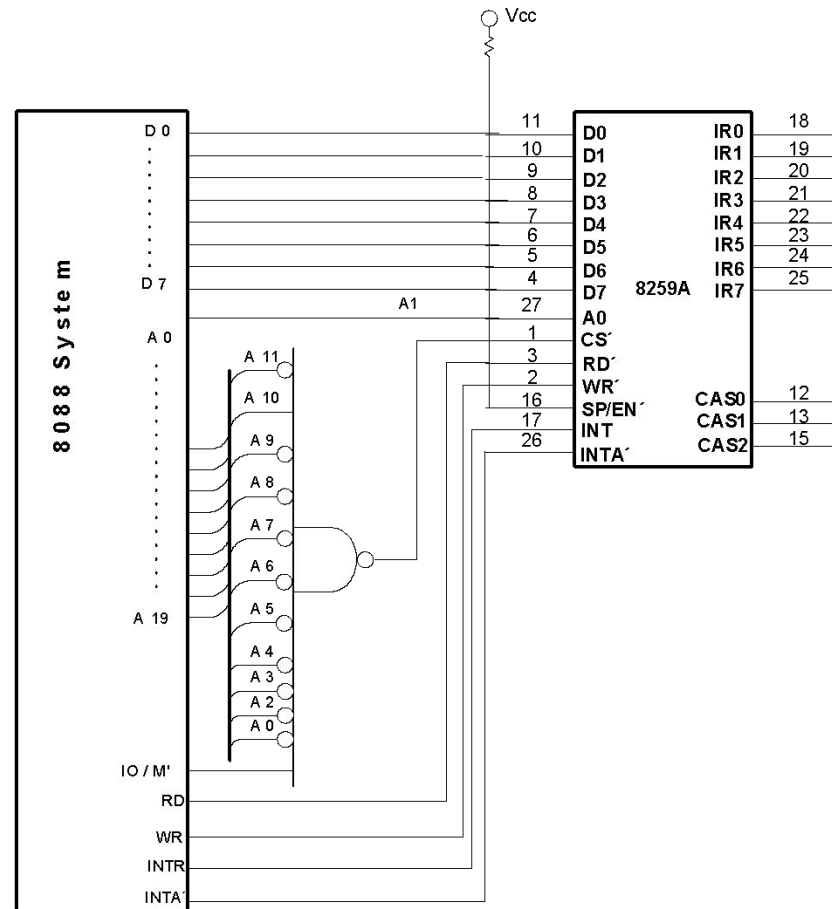 Vcc
8088 System
D 0
D 7
A 0
A 19
IO / M'
RD
WR
INTR
INTA´
A1
A 11
A 10
A 9
A 8
A 7
A 6
A 5
A 4
A 3
A 2
A 0
11
10
9
8
7
6
5
4
27
1
3
2
16
17
26
D0
D1
D2
D3
D4
D5
D6
D7
A0
CS´
RD´
WR´
SP/EN´
INT
INTA´
8259A
IR0
IR1
IR2
IR3
IR4
IR5
IR6
IR7
CAS0
CAS1
CAS2
18
19
20
21
22
23
24
25
12
13
15